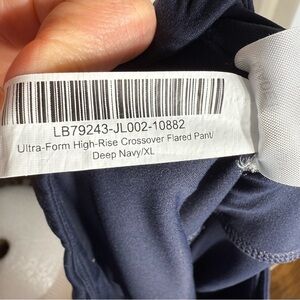 LB79243-JL002-10882
Ultra-Form High-Rise Crossover Flared Pant/
Deep Navy/XL